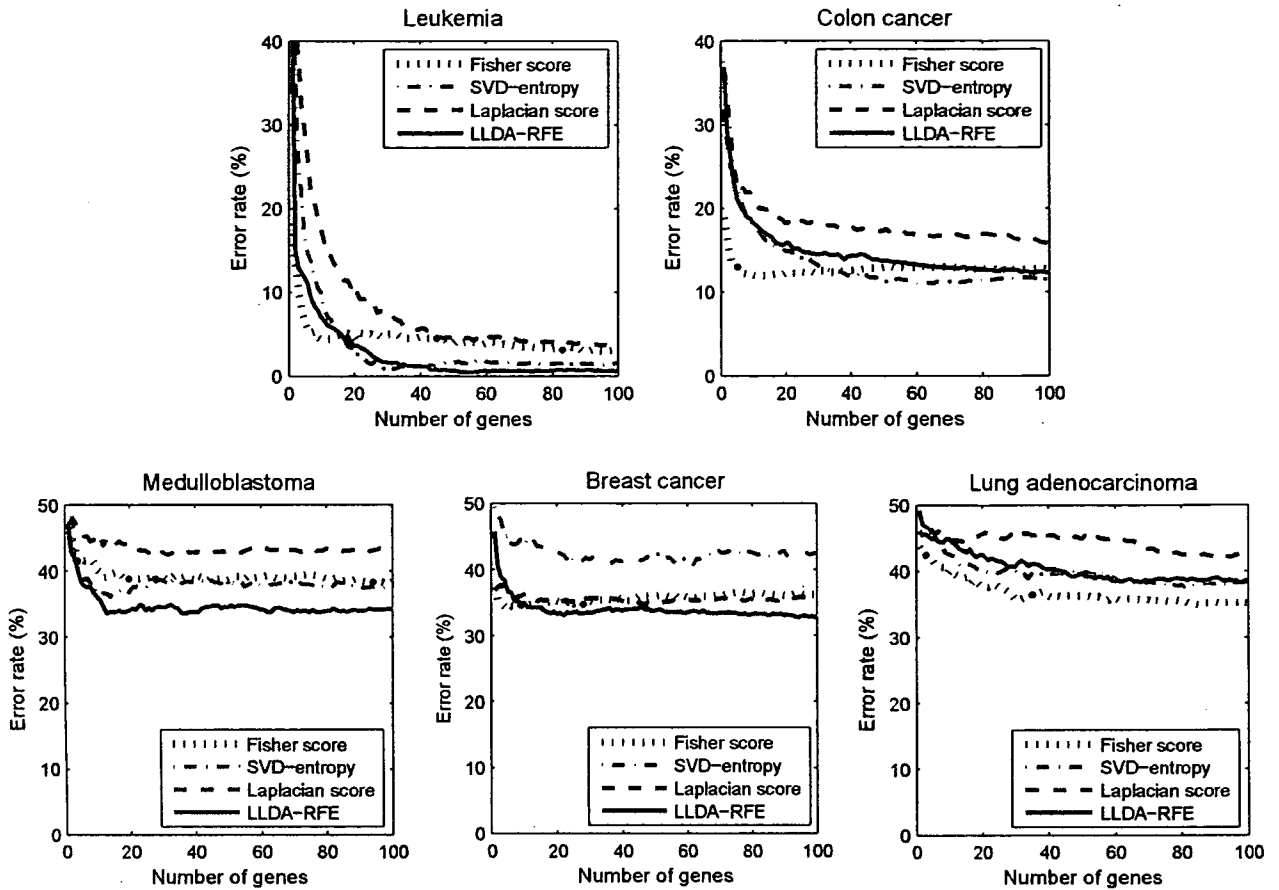 Leukemia
40
30
20
10
0
Error rate (%)
Fisher score
SVD-entropy
Laplacian score
LLDA-RFE
0 20 40 60 80 100
Number of genes
Colon cancer
40
30
20
10
0
Error rate (%)
Fisher score
SVD-entropy
Laplacian score
LLDA-RFE
0 20 40 60 80 100
Number of genes
Medulloblastoma
50
40
30
20
10
0
Error rate (%)
Fisher score
SVD-entropy
Laplacian score
LLDA-RFE
0 20 40 60 80 100
Number of genes
Breast cancer
50
40
30
20
10
0
Error rate (%)
Fisher score
SVD-entropy
Laplacian score
LLDA-RFE
0 20 40 60 80 100
Number of genes
Lung adenocarcinoma
50
40
30
20
10
0
Error rate (%)
Fisher score
SVD-entropy
Laplacian score
LLDA-RFE
0 20 40 60 80 100
Number of genes